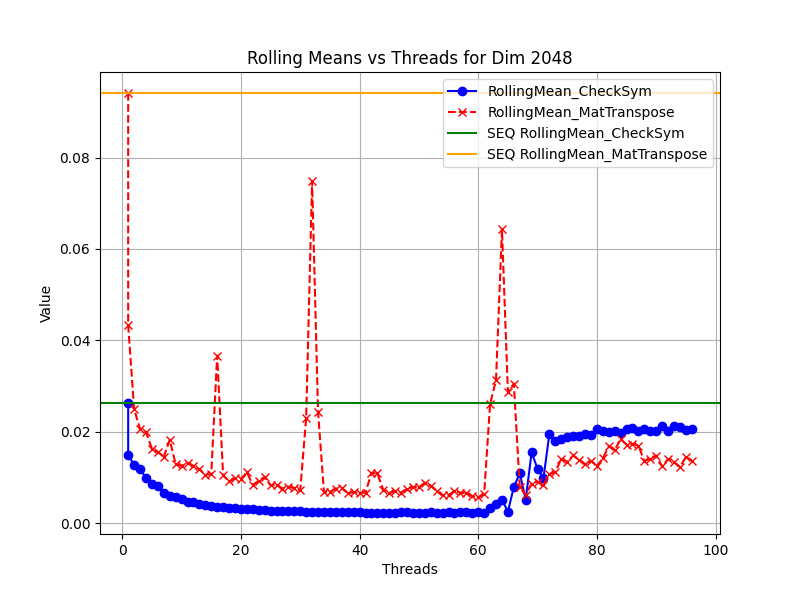 Rolling Means vs Threads for Dim 2048
RollingMean_CheckSym
RollingMean_MatTranspose
SEQ RollingMean_CheckSym
SEQ RollingMean_MatTranspose
Value
0.08
0.06
0.04
0.02
0.00
0 20 40 60 80 100
Threads